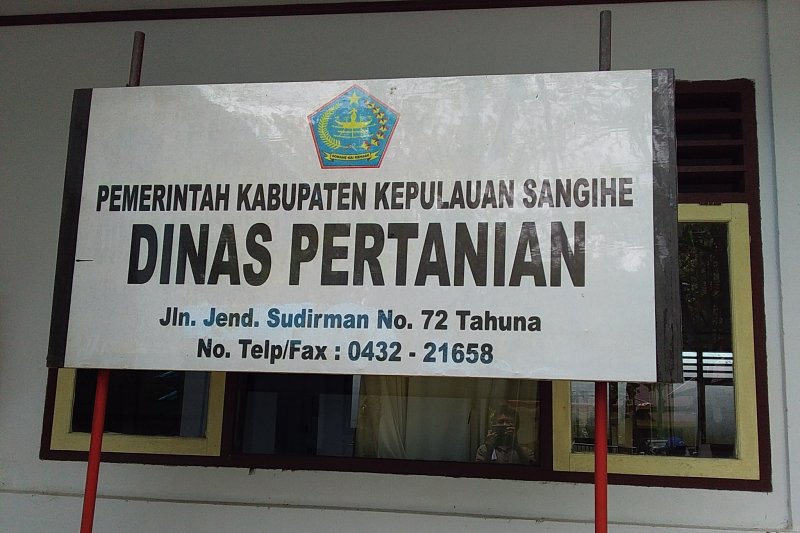 PEMERINTAH KABUPATEN KEPULAUAN SANGIHE
DINAS PERTANIAN
Jln. Jend. Sudirman No. 72 Tahuna
No. Telp/Fax : 0432 - 21658